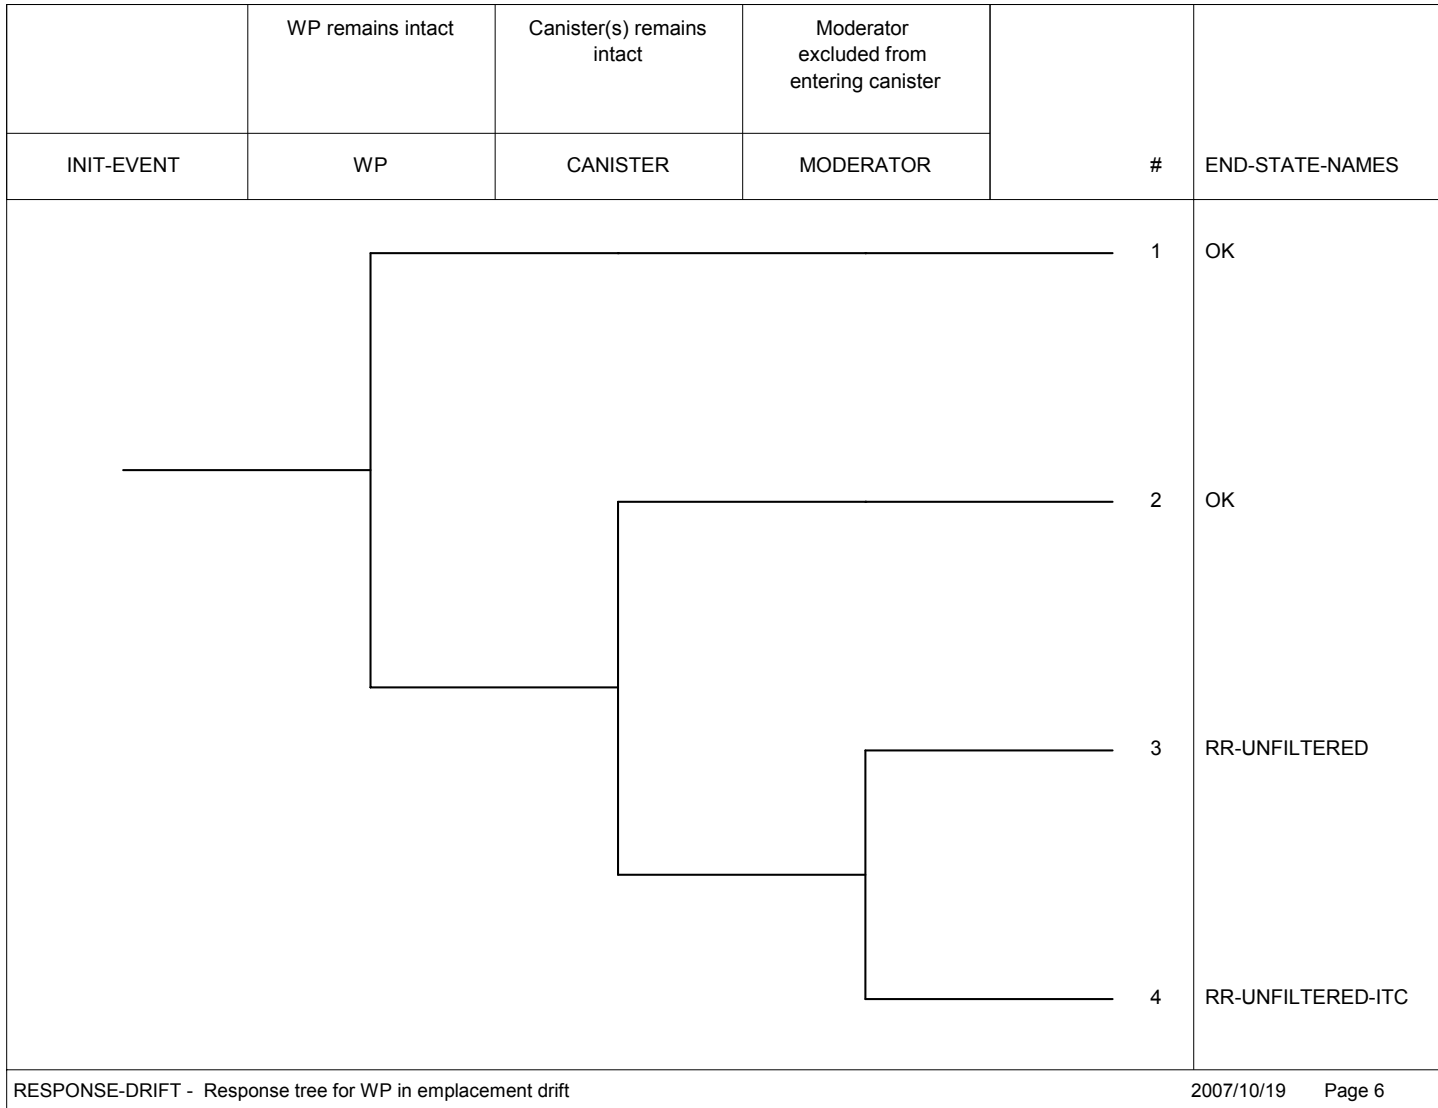 WP remains intact
Canister(s) remains
intact
Moderator
excluded from
entering canister
INIT-EVENT
WP
CANISTER
MODERATOR
#
END-STATE-NAMES
1 OK
2 OK
3 RR-UNFILTERED
4 RR-UNFILTERED-ITC
RESPONSE-DRIFT - Response tree for WP in emplacement drift
2007/10/19 Page 6